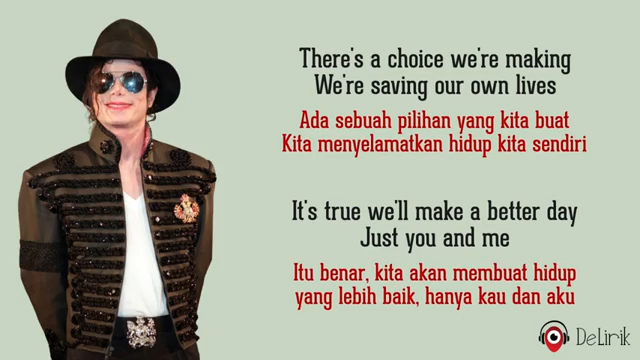 There's a choice we're making
We're saving our own lives
Ada sebuah pilihan yang kita buat
Kita menyelamatkan hidup kita sendiri
It's true we'll make a better day
Just you and me
Itu benar, kita akan membuat hidup
yang lebih baik, hanya kau dan aku
DeLirik